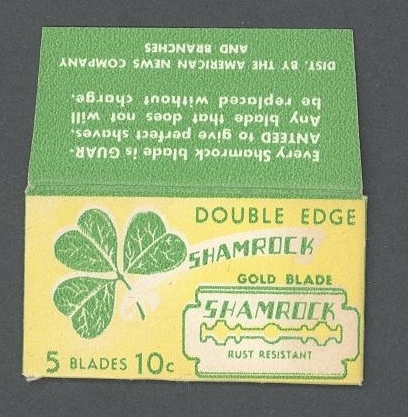 Every Shamrock blade is GUAR-
ANTEED to give perfect shaves.
Any blade that does not will
be replaced without charge.
DIST. BY THE AMERICAN NEWS COMPANY
AND BRANCHES
DOUBLE EDGE
SHAMROCK
GOLD BLADE
SHAMROCK
RUST RESISTANT
5 BLADES 10c